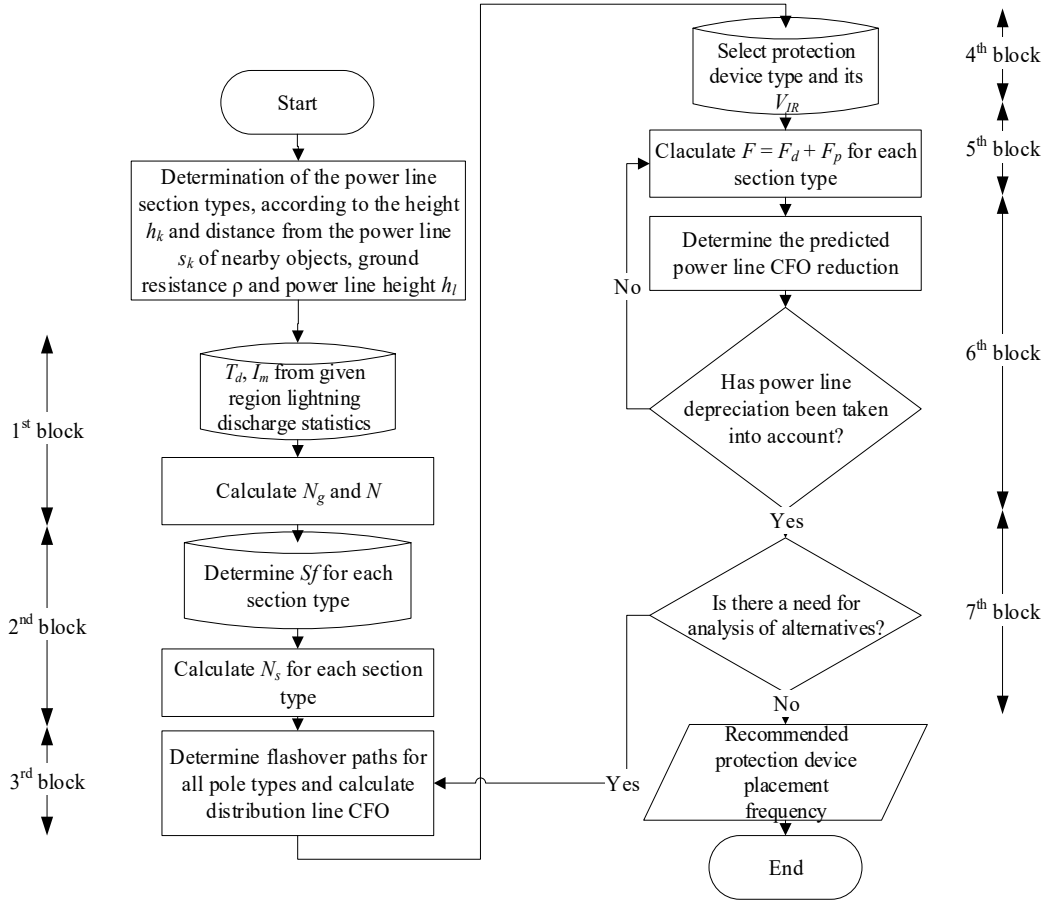 Start
Determination of the power line
section types, according to the height
h_k and distance from the power line
s_k of nearby objects, ground
resistance ρ and power line height h_l
T_d, I_m from given
region lightning
discharge statistics
Calculate N_g and N
Determine Sf for each
section type
Calculate N_s for each section
type
Determine flashover paths for
all pole types and calculate
distribution line CFO
1st block
2nd block
3rd block
Select protection
device type and its
V_IR
Claculate F = F_d + F_p for each
section type
Determine the predicted
power line CFO reduction
No
Has power line
depreciation been taken
into account?
Yes
Is there a need for
analysis of alternatives?
No
Yes
Recommended
protection device
placement
frequency
End
4th block
5th block
6th block
7th block